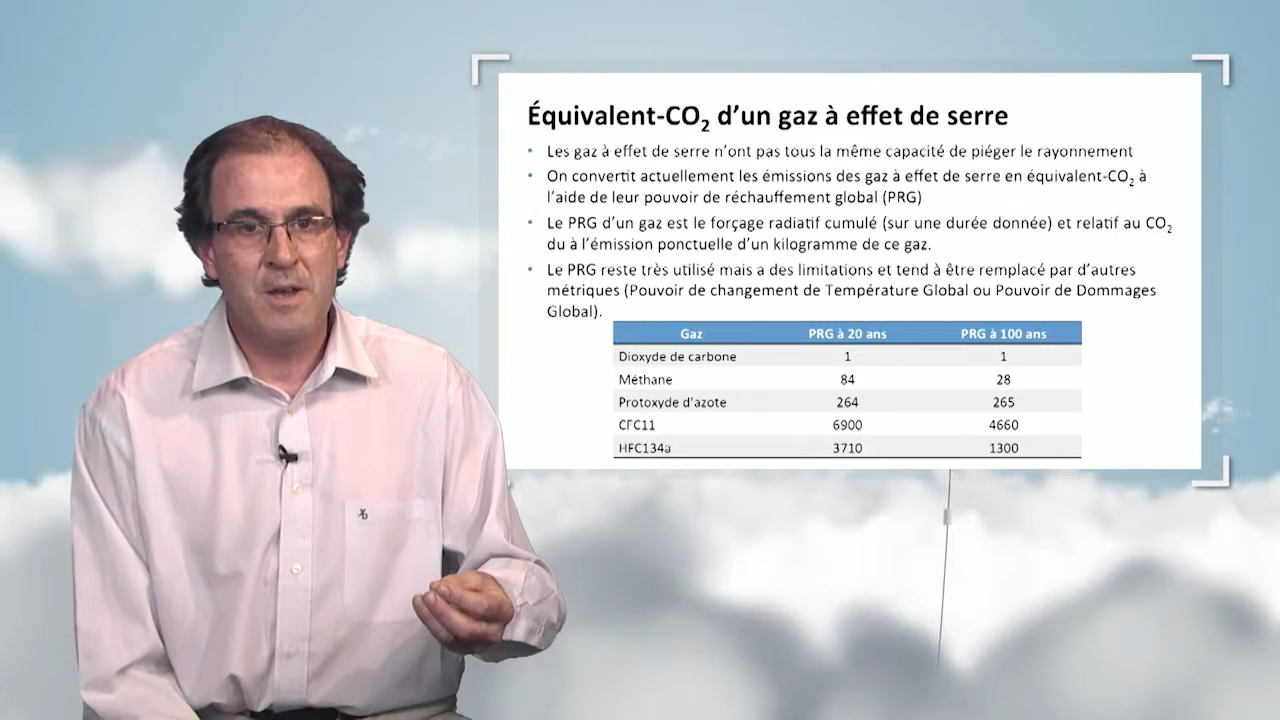 Équivalent-CO₂ d’un gaz à effet de serre
• Les gaz à effet de serre n’ont pas tous la même capacité de piéger le rayonnement
• On convertit actuellement les émissions des gaz à effet de serre en équivalent-CO₂ à
l’aide de leur pouvoir de réchauffement global (PRG)
• Le PRG d’un gaz est le forçage radiatif cumulé (sur une durée donnée) et relatif au CO₂
du à l’émission ponctuelle d’un kilogramme de ce gaz.
• Le PRG reste très utilisé mais a des limitations et tend à être remplacé par d’autres
métriques (Pouvoir de changement de Température Global ou Pouvoir de Dommages
Global).
Gaz PRG à 20 ans PRG à 100 ans
Dioxyde de carbone 1 1
Méthane 84 28
Protoxyde d’azote 264 265
CFC11 6900 4660
HFC134a 3710 1300